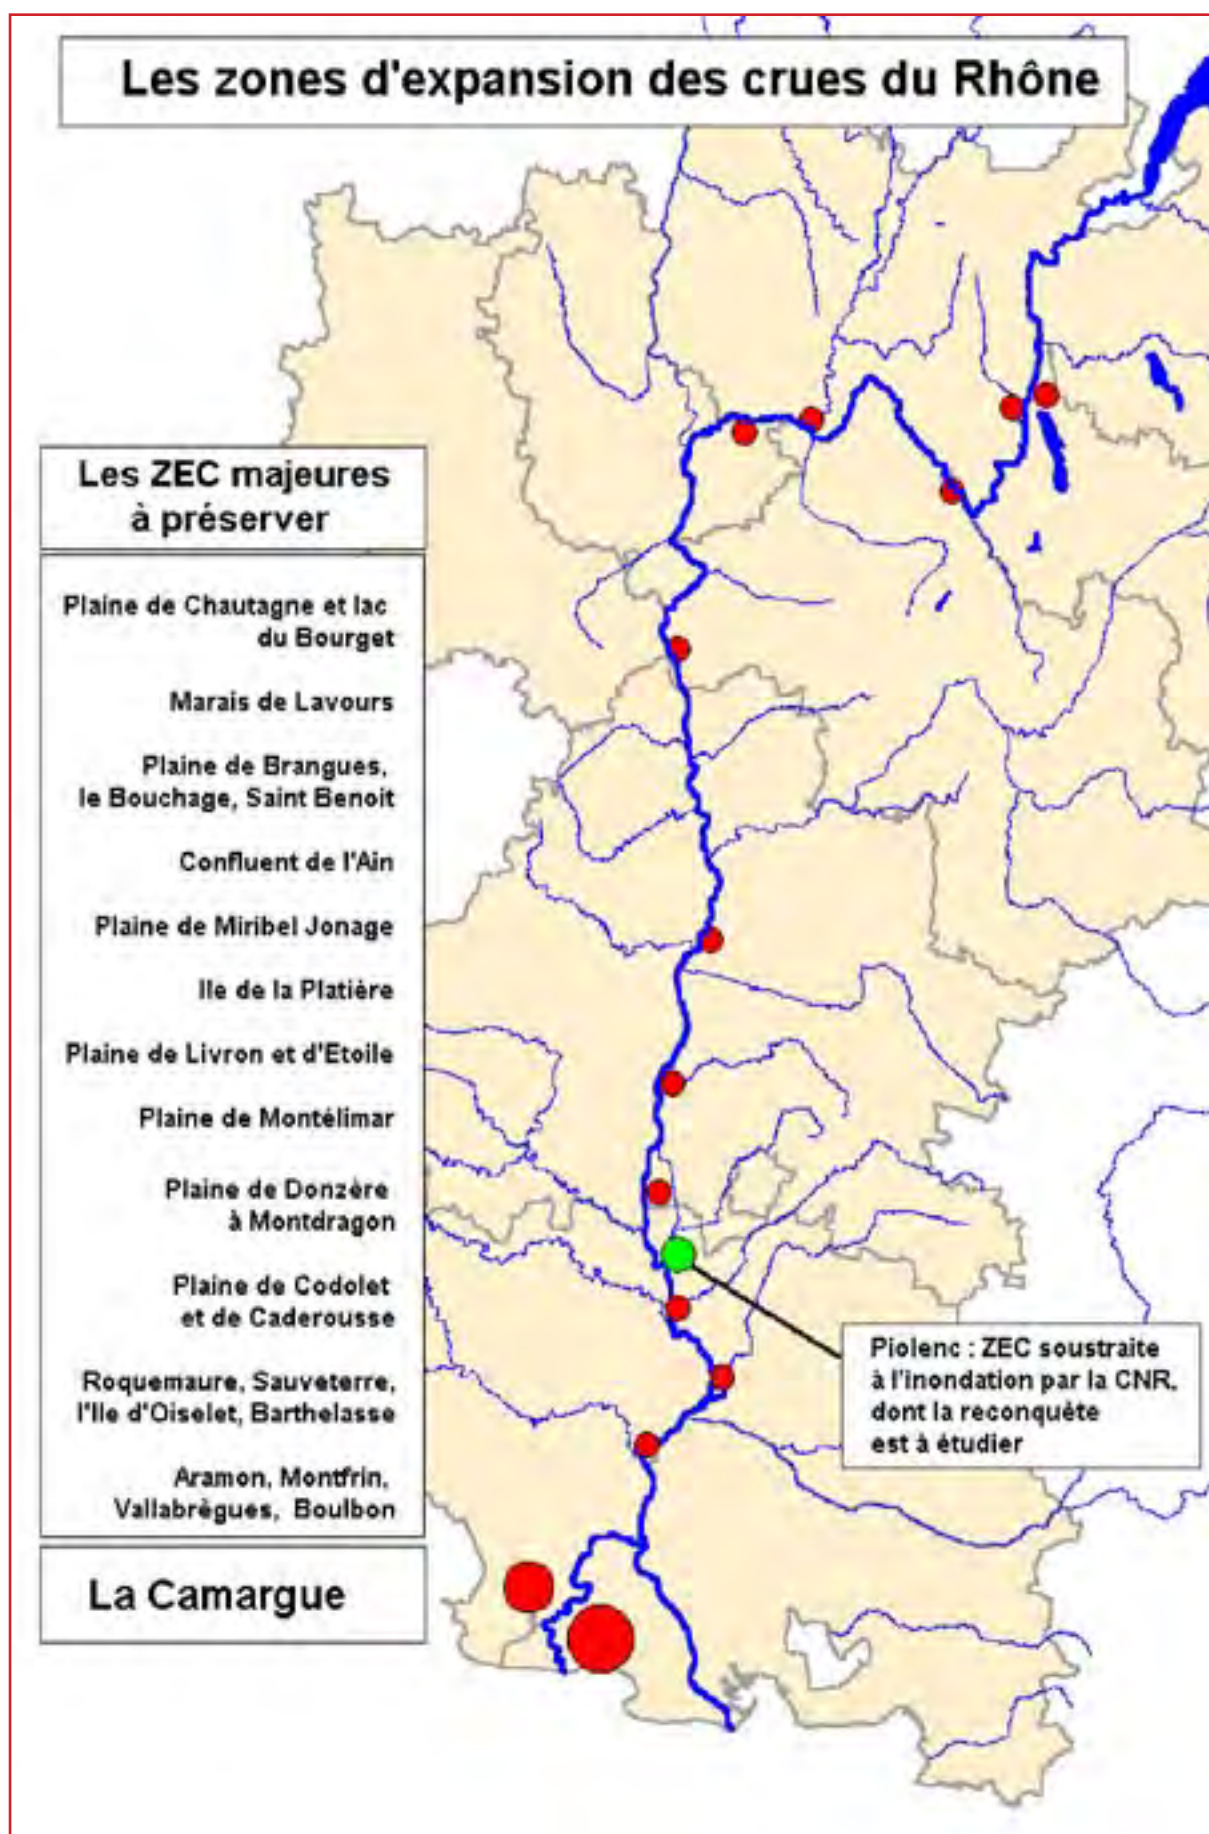 Les zones d'expansion des crues du Rhône
Les ZEC majeures
à préserver
Plaine de Chautagne et lac
du Bourget
Marais de Lavours
Plaine de Brangues,
le Bouchage, Saint Benoit
Confluent de l'Ain
Plaine de Miribel Jonage
Ile de la Platière
Plaine de Livron et d'Etoile
Plaine de Montélimar
Plaine de Donzère
à Montdragon
Plaine de Codolet
et de Caderousse
Roquemaure, Sauveterre,
l'Ile d'Oiselet, Barthelasse
Aramon, Montfrin,
Vallabrègues, Boulbon
La Camargue
Piolenc : ZEC soustraite
à l'inondation par la CNR,
dont la reconquête
est à étudier